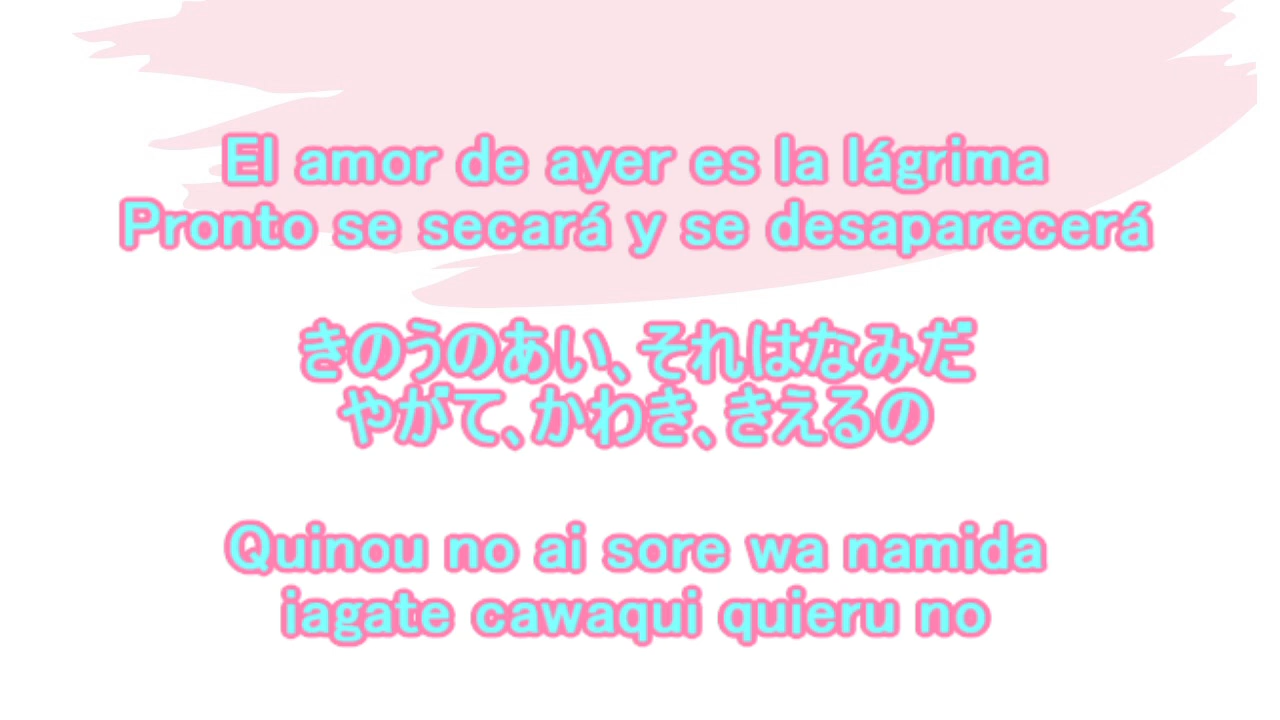 El amor de ayer es la lágrima
Pronto se secará y se desaparecerá
きのうのあい、それはなみだ
やがて、かわき、きえるの
Quinou no ai sore wa namida
iagate cawaqui quieru no